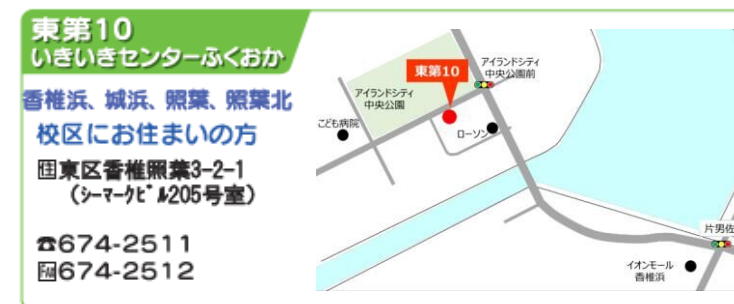 東第10
いきいきセンターふくおか
香椎浜、城浜、照葉、照葉北
校区にお住まいの方
住東区香椎照葉3-2-1
（シーマークビル205号室）
☎674-2511
FAX674-2512
東第10
アイランドシティ
中央公園前
アイランドシティ
中央公園
こども病院
ローソン
片男佐
イオンモール
香椎浜